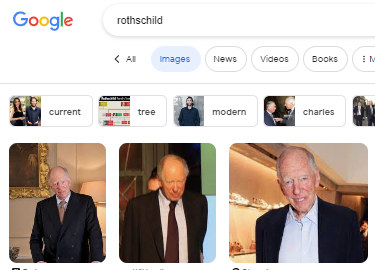 Google
rothschild
All Images News Videos Books
current tree modern charles